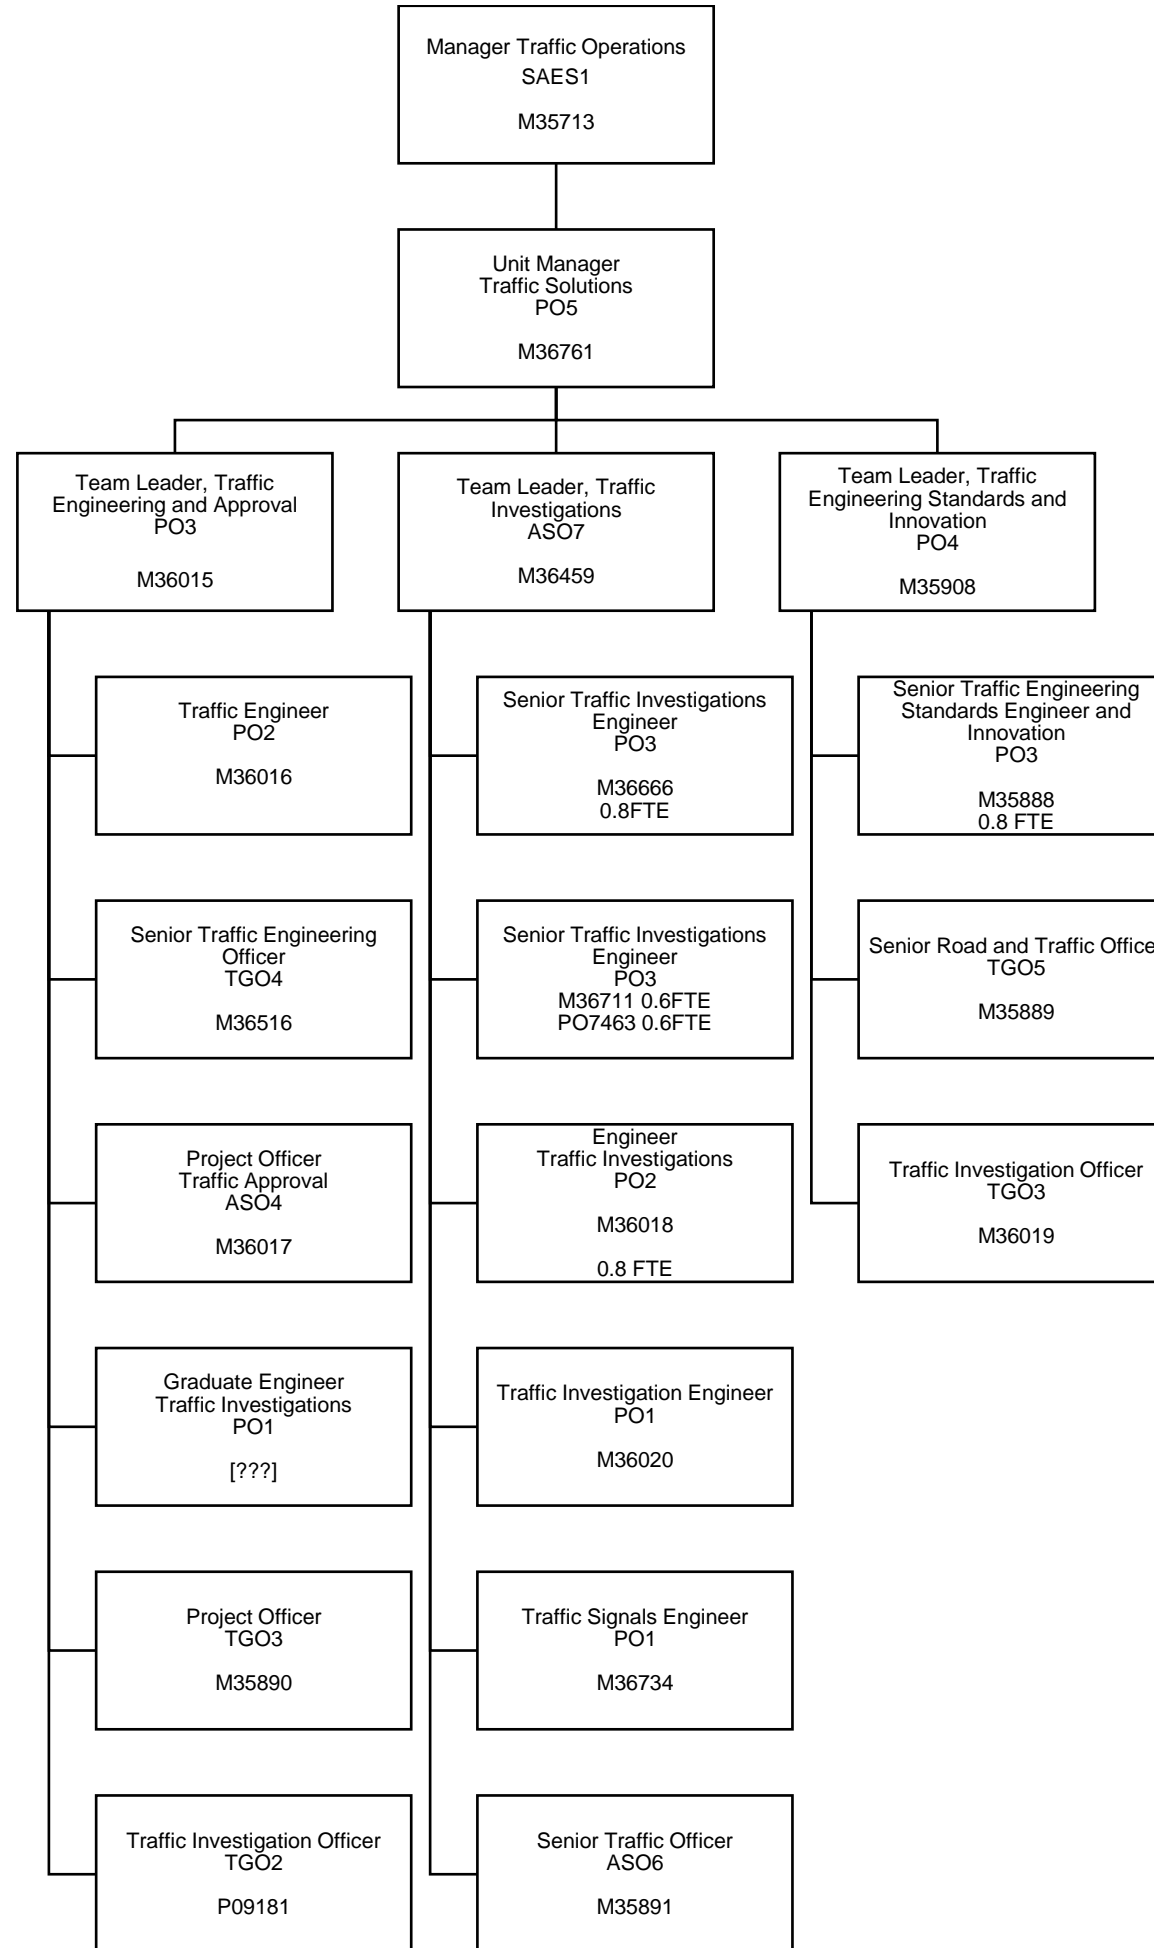 Manager Traffic Operations
SAES1
M35713
Unit Manager
Traffic Solutions
PO5
M36761
Team Leader, Traffic
Engineering and Approval
PO3
M36015
Team Leader, Traffic
Investigations
ASO7
M36459
Team Leader, Traffic
Engineering Standards and
Innovation
PO4
M35908
Traffic Engineer
PO2
M36016
Senior Traffic Engineering
Officer
TGO4
M36516
Project Officer
Traffic Approval
ASO4
M36017
Graduate Engineer
Traffic Investigations
PO1
[???]
Project Officer
TGO3
M35890
Traffic Investigation Officer
TGO2
P09181
Senior Traffic Investigations
Engineer
PO3
M36666
0.8FTE
Senior Traffic Investigations
Engineer
PO3
M36711 0.6FTE
PO7463 0.6FTE
Engineer
Traffic Investigations
PO2
M36018
0.8 FTE
Traffic Investigation Engineer
PO1
M36020
Traffic Signals Engineer
PO1
M36734
Senior Traffic Officer
ASO6
M35891
Senior Traffic Engineering
Standards Engineer and
Innovation
PO3
M35888
0.8 FTE
Senior Road and Traffic Office
TGO5
M35889
Traffic Investigation Officer
TGO3
M36019